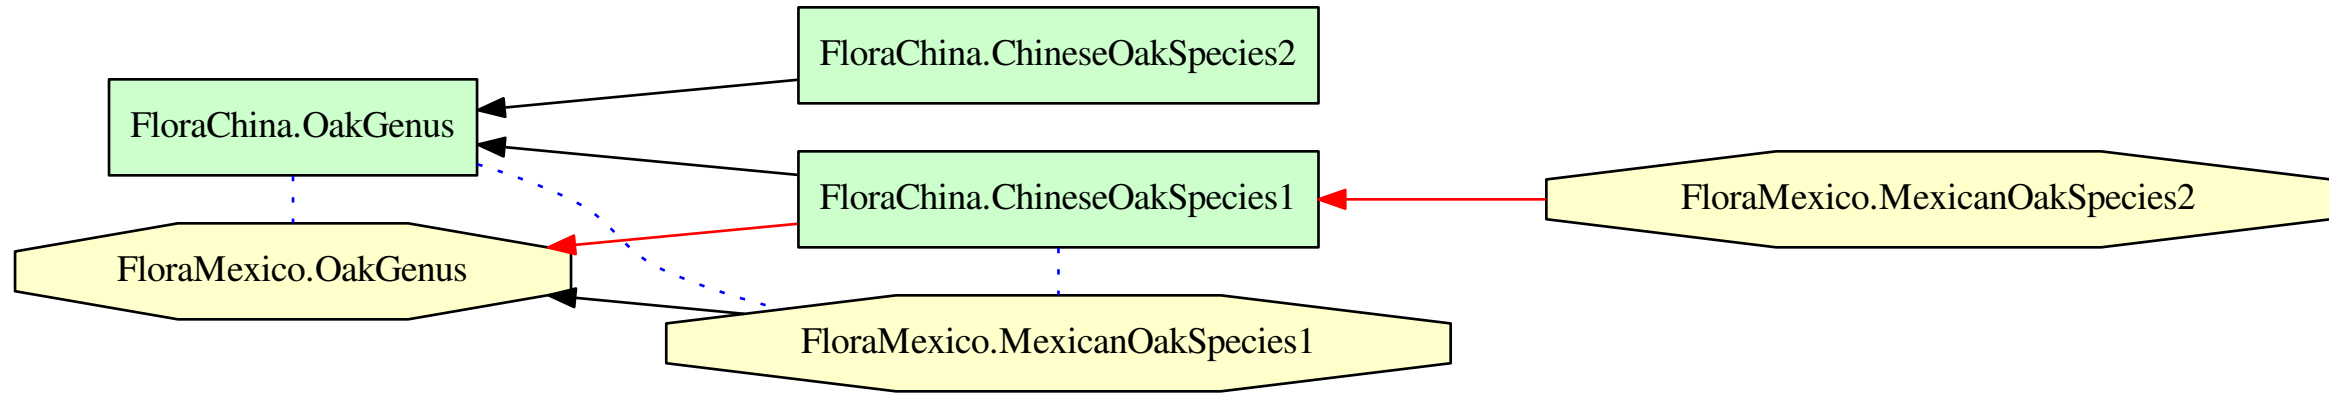 FloraChina.ChineseOakSpecies2
FloraChina.OakGenus
FloraChina.ChineseOakSpecies1
FloraMexico.MexicanOakSpecies2
FloraMexico.OakGenus
FloraMexico.MexicanOakSpecies1